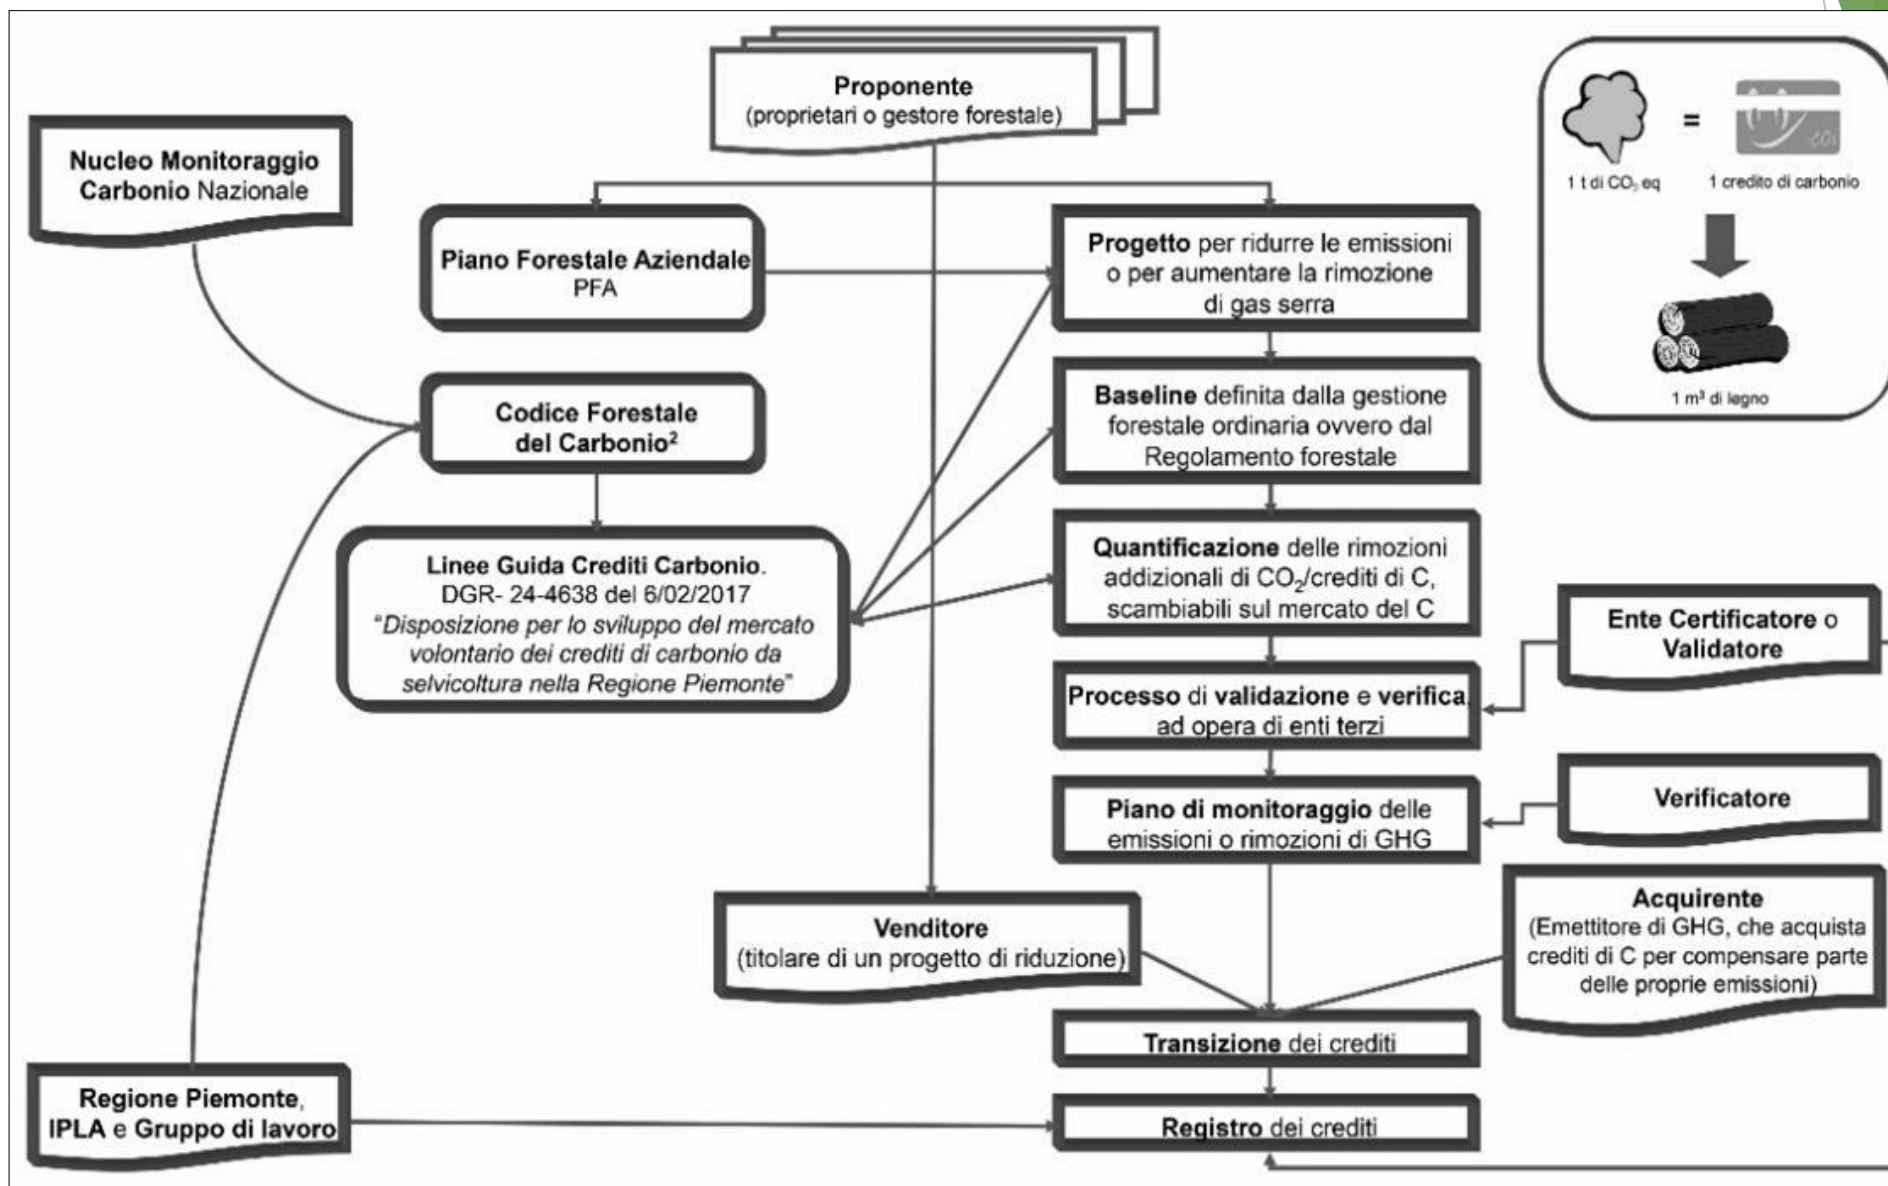 Proponente
(proprietari o gestore forestale)
Nucleo Monitoraggio
Carbonio Nazionale
1 t di CO₂ eq
=
1 credito di carbonio
1 m³ di legno
Piano Forestale Aziendale
PFA
Progetto per ridurre le emissioni
o per aumentare la rimozione
di gas serra
Codice Forestale
del Carbonio²
Baseline definita dalla gestione
forestale ordinaria ovvero dal
Regolamento forestale
Linee Guida Crediti Carbonio.
DGR- 24-4638 del 6/02/2017
"Disposizione per lo sviluppo del mercato
volontario dei crediti di carbonio da
selvicoltura nella Regione Piemonte"
Quantificazione delle rimozioni
addizionali di CO₂/crediti di C,
scambiabili sul mercato del C
Ente Certificatore o
Validatore
Processo di validazione e verifica,
ad opera di enti terzi
Verificatore
Piano di monitoraggio delle
emissioni o rimozioni di GHG
Venditore
(titolare di un progetto di riduzione)
Acquirente
(Emettitore di GHG, che acquista
crediti di C per compensare parte
delle proprie emissioni)
Transizione dei crediti
Regione Piemonte,
IPLA e Gruppo di lavoro
Registro dei crediti